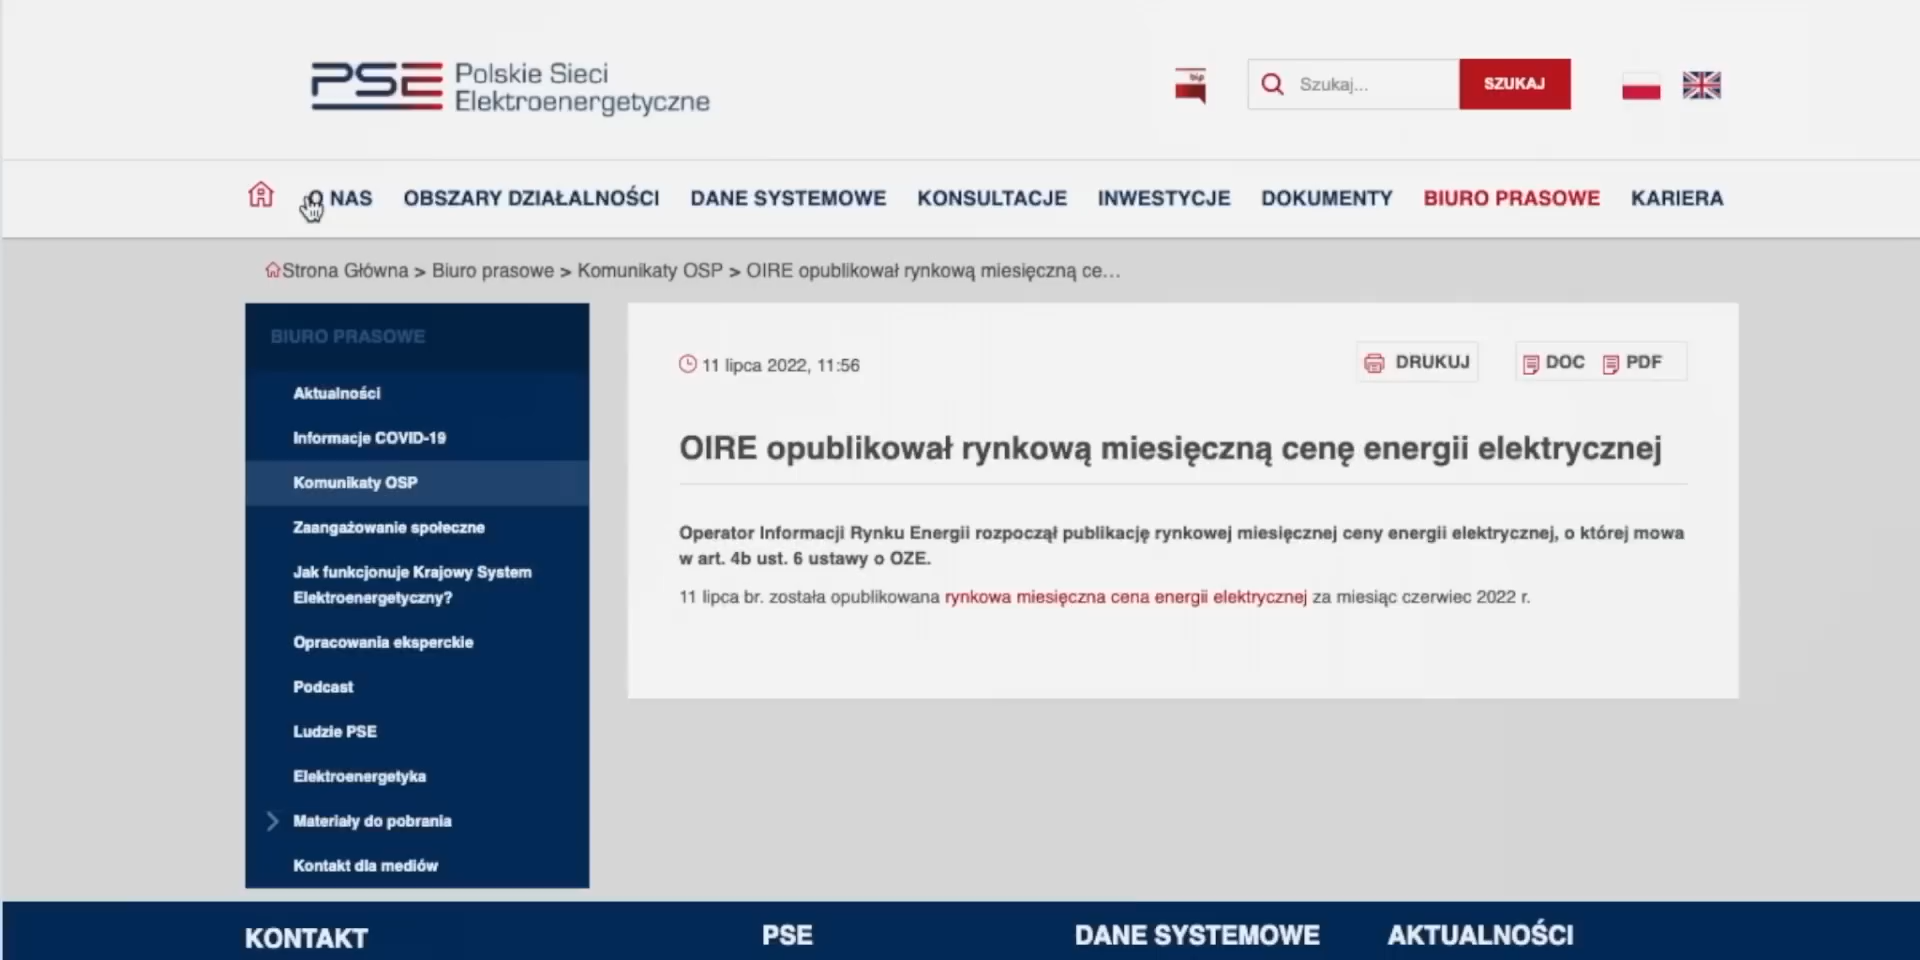 PSE Polskie Sieci
Elektroenergetyczne
bip
Szukaj...
SZUKAJ
O NAS OBSZARY DZIAŁALNOŚCI DANE SYSTEMOWE KONSULTACJE INWESTYCJE DOKUMENTY BIURO PRASOWE KARIERA
Strona Główna > Biuro prasowe > Komunikaty OSP > OIRE opublikował rynkową miesięczną ce...
BIURO PRASOWE
Aktualności
Informacje COVID-19
Komunikaty OSP
Zaangażowanie społeczne
Jak funkcjonuje Krajowy System
Elektroenergetyczny?
Opracowania eksperckie
Podcast
Ludzie PSE
Elektroenergetyka
Materiały do pobrania
Kontakt dla mediów
11 lipca 2022, 11:56
DRUKUJ
DOC PDF
OIRE opublikował rynkową miesięczną cenę energii elektrycznej
Operator Informacji Rynku Energii rozpoczął publikację rynkowej miesięcznej ceny energii elektrycznej, o której mowa
w art. 4b ust. 6 ustawy o OZE.
11 lipca br. została opublikowana rynkowa miesięczna cena energii elektrycznej za miesiąc czerwiec 2022 r.
KONTAKT PSE DANE SYSTEMOWE AKTUALNOŚCI